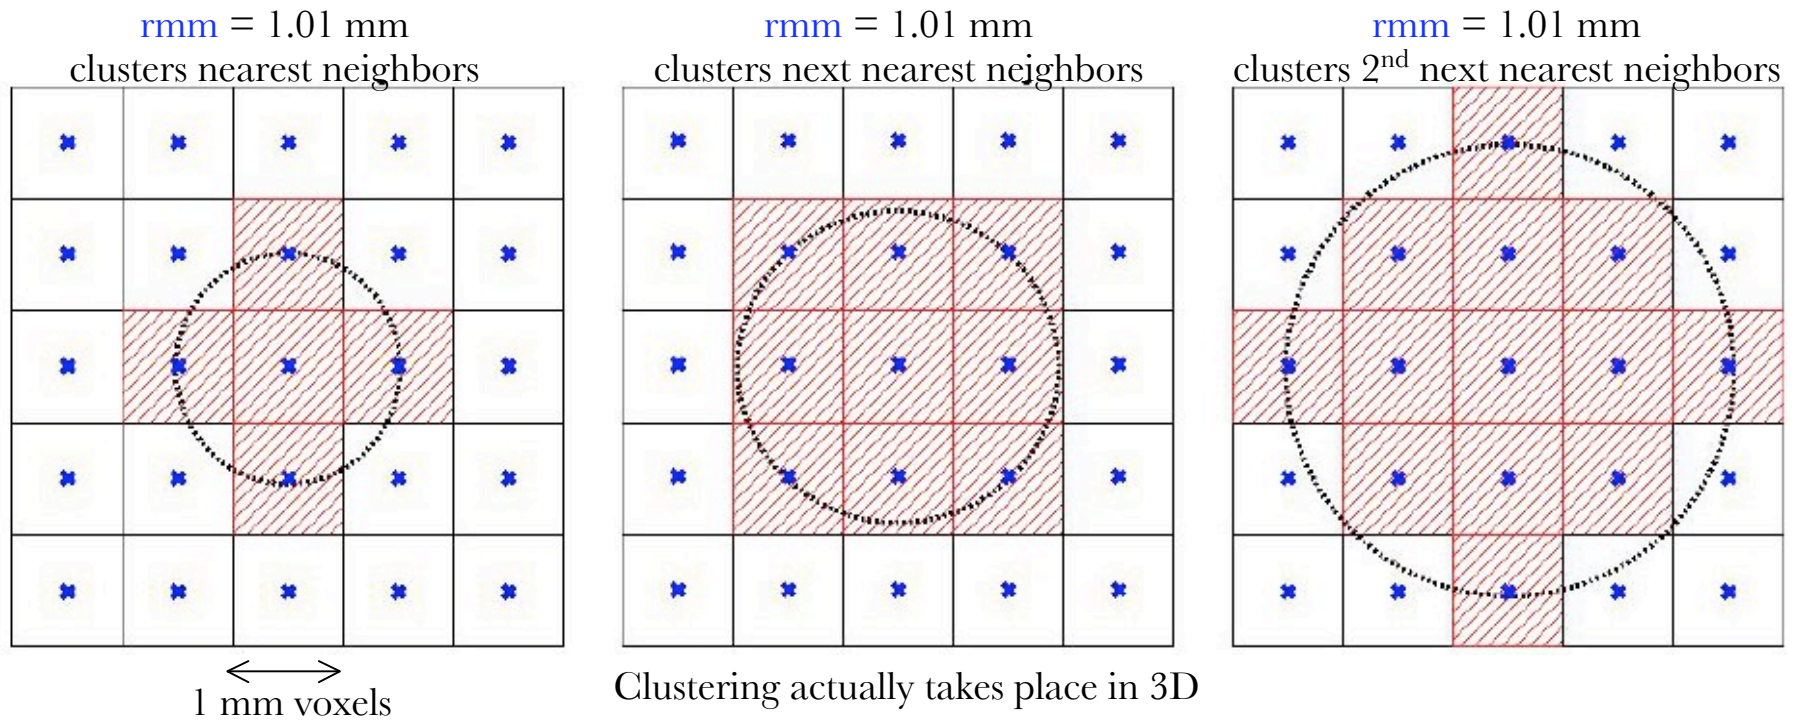 rmm = 1.01 mm
clusters nearest neighbors
rmm = 1.01 mm
clusters next nearest neighbors
rmm = 1.01 mm
clusters 2nd next nearest neighbors
1 mm voxels
Clustering actually takes place in 3D